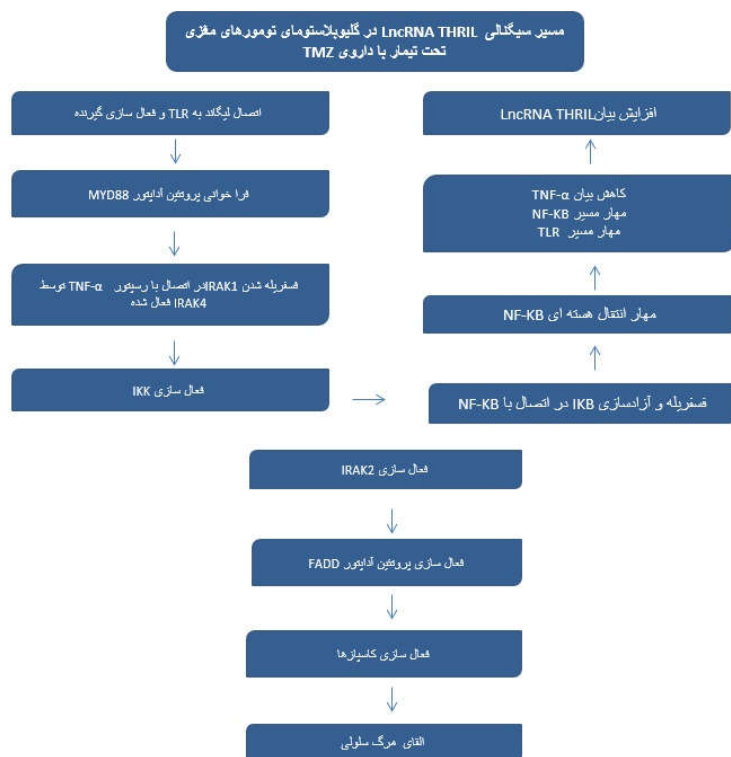 مسیر سیگنالی LncRNA THRIL در گلیوبلاستومای تومورهای مغزی
تحت تیمار با داروی TMZ
اتصال لیگاند به TLR و فعال سازی گیرنده
فرا خوانی پروتئین آداپتور MYD88
فسفریله شدن IRAK1در اتصال با رسپتور TNF-α توسط
IRAK4 فعال شده
فعال سازی IKK
فسفریله و آزادسازی IKB در اتصال با NF-KB
مهار انتقال هسته ای NF-KB
کاهش بیان TNF-α
مهار مسیر NF-KB
مهار مسیر TLR
افزایش بیانLncRNA THRIL
فعال سازی IRAK2
فعال سازی پروتئین آداپتور FADD
فعال سازی کاسپازها
القای مرگ سلولی